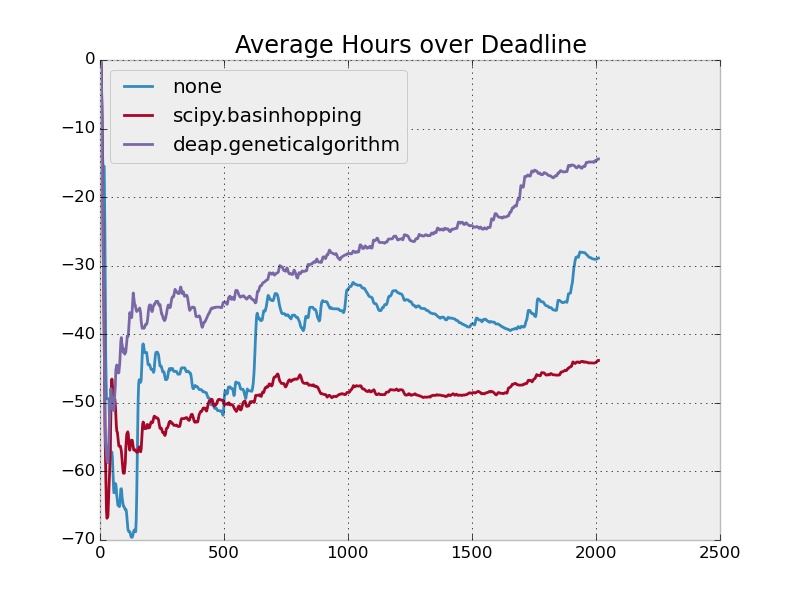 Average Hours over Deadline
none
scipy.basinhopping
deap.geneticalgorithm
0
−10
−20
−30
−40
−50
−60
−70
0 500 1000 1500 2000 2500